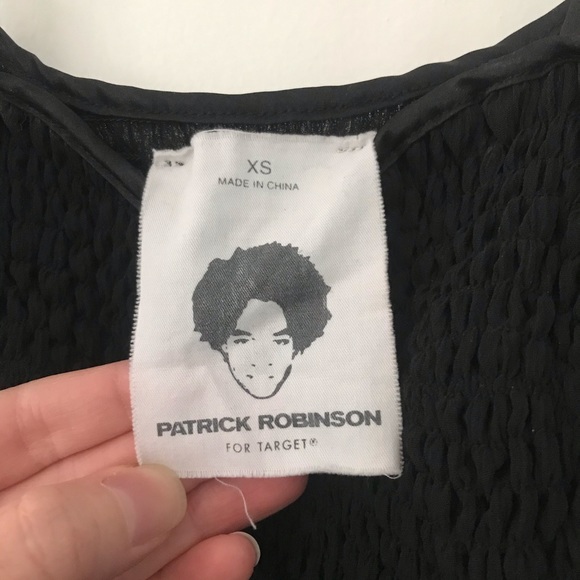 XS
MADE IN CHINA
PATRICK ROBINSON
FOR TARGET®